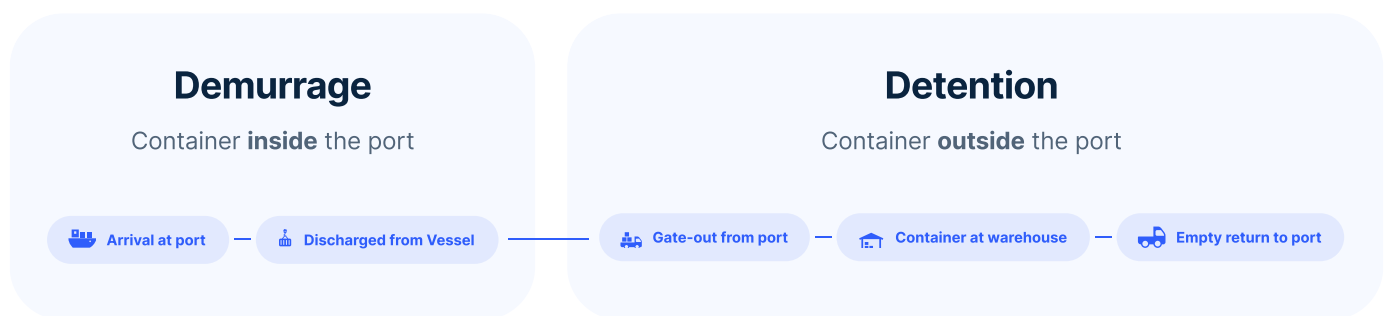 Demurrage
Container inside the port
Arrival at port
Discharged from Vessel
Detention
Container outside the port
Gate-out from port
Container at warehouse
Empty return to port